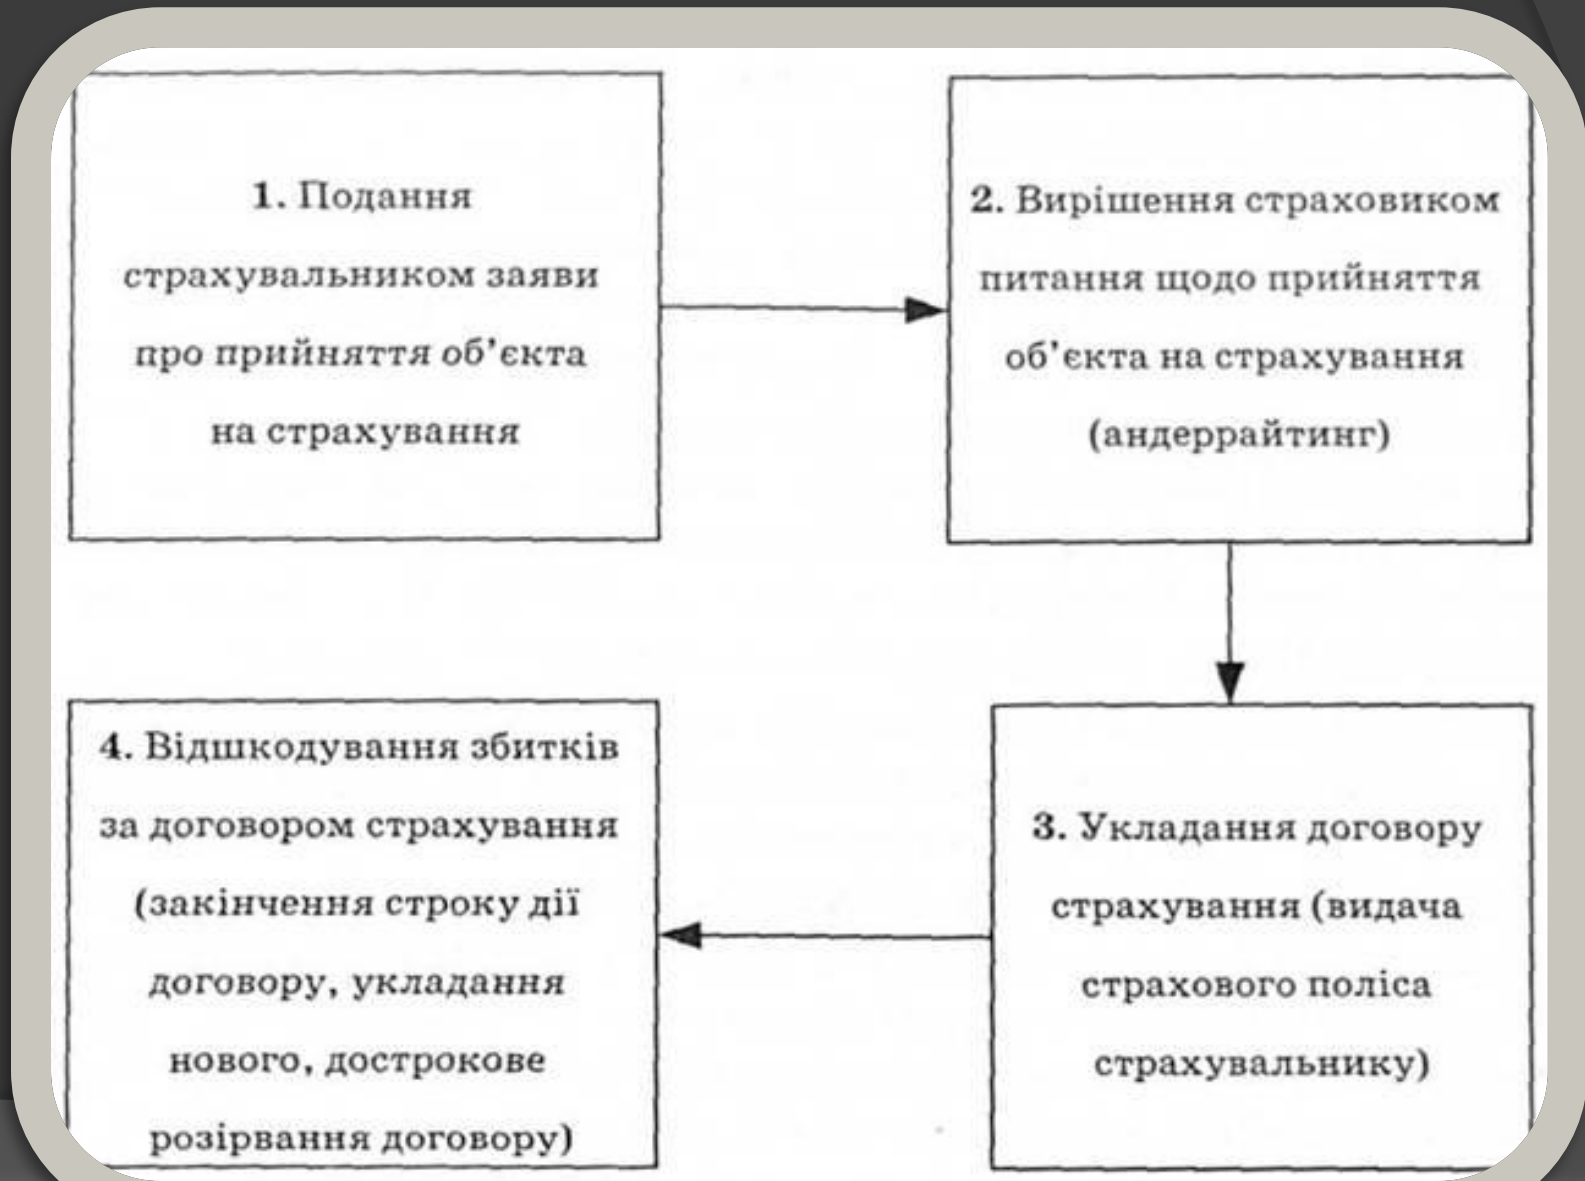 1. Подання
страхувальником заяви
про прийняття об'єкта
на страхування
2. Вирішення страховиком
питання щодо прийняття
об'єкта на страхування
(андеррайтинг)
3. Укладання договору
страхування (видача
страхового поліса
страхувальнику)
4. Відшкодування збитків
за договором страхування
(закінчення строку дії
договору, укладання
нового, дострокове
розірвання договору)